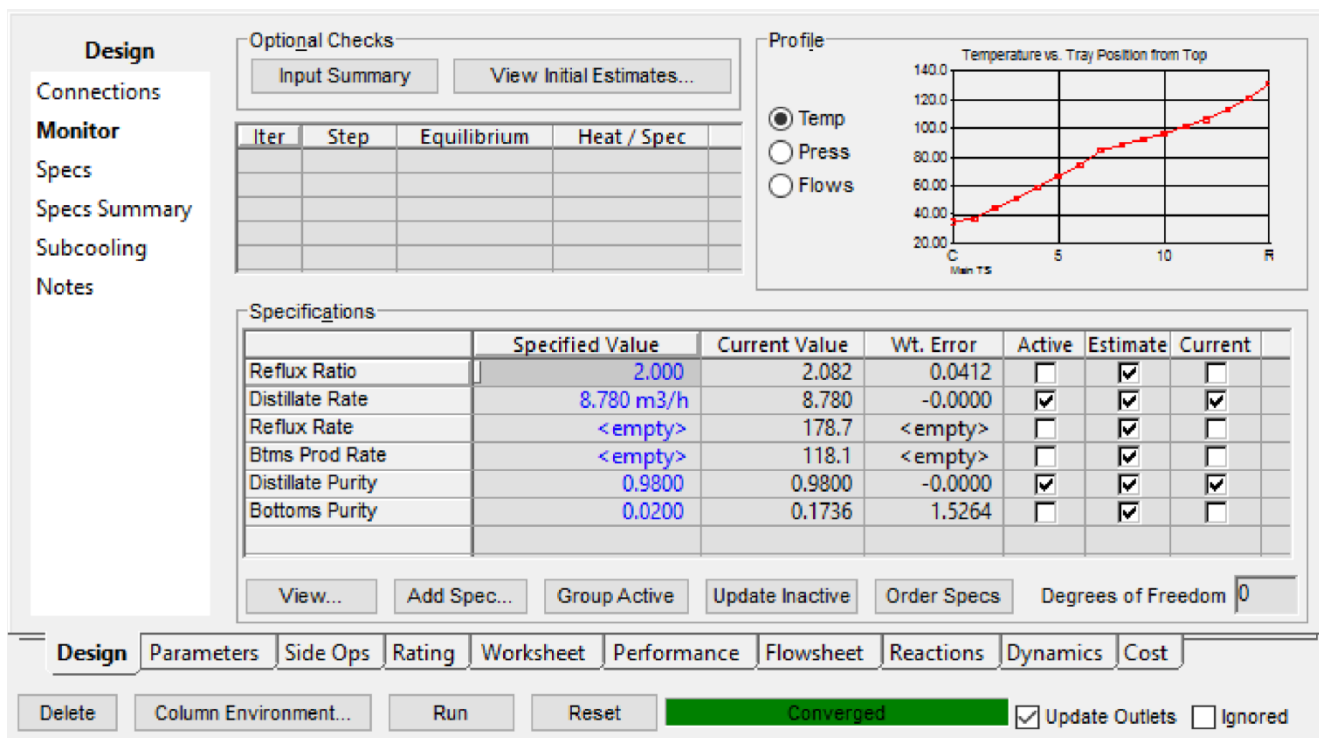 Design
Connections
Monitor
Specs
Specs Summary
Subcooling
Notes
Optional Checks
Input Summary View Initial Estimates...
Iter Step Equilibrium Heat / Spec
Profile
Temp
Press
Flows
Temperature vs. Tray Position from Top
140.0
120.0
100.0
80.00
60.00
40.00
20.00
C 5 10 R
Main TS
Specifications
Specified Value Current Value Wt. Error Active Estimate Current
Reflux Ratio 2.000 2.082 0.0412
Distillate Rate 8.780 m3/h 8.780 -0.0000
Reflux Rate <empty> 178.7 <empty>
Btms Prod Rate <empty> 118.1 <empty>
Distillate Purity 0.9800 0.9800 -0.0000
Bottoms Purity 0.0200 0.1736 1.5264
View... Add Spec... Group Active Update Inactive Order Specs Degrees of Freedom 0
Design Parameters Side Ops Rating Worksheet Performance Flowsheet Reactions Dynamics Cost
Delete Column Environment... Run Reset Converged Update Outlets Ignored